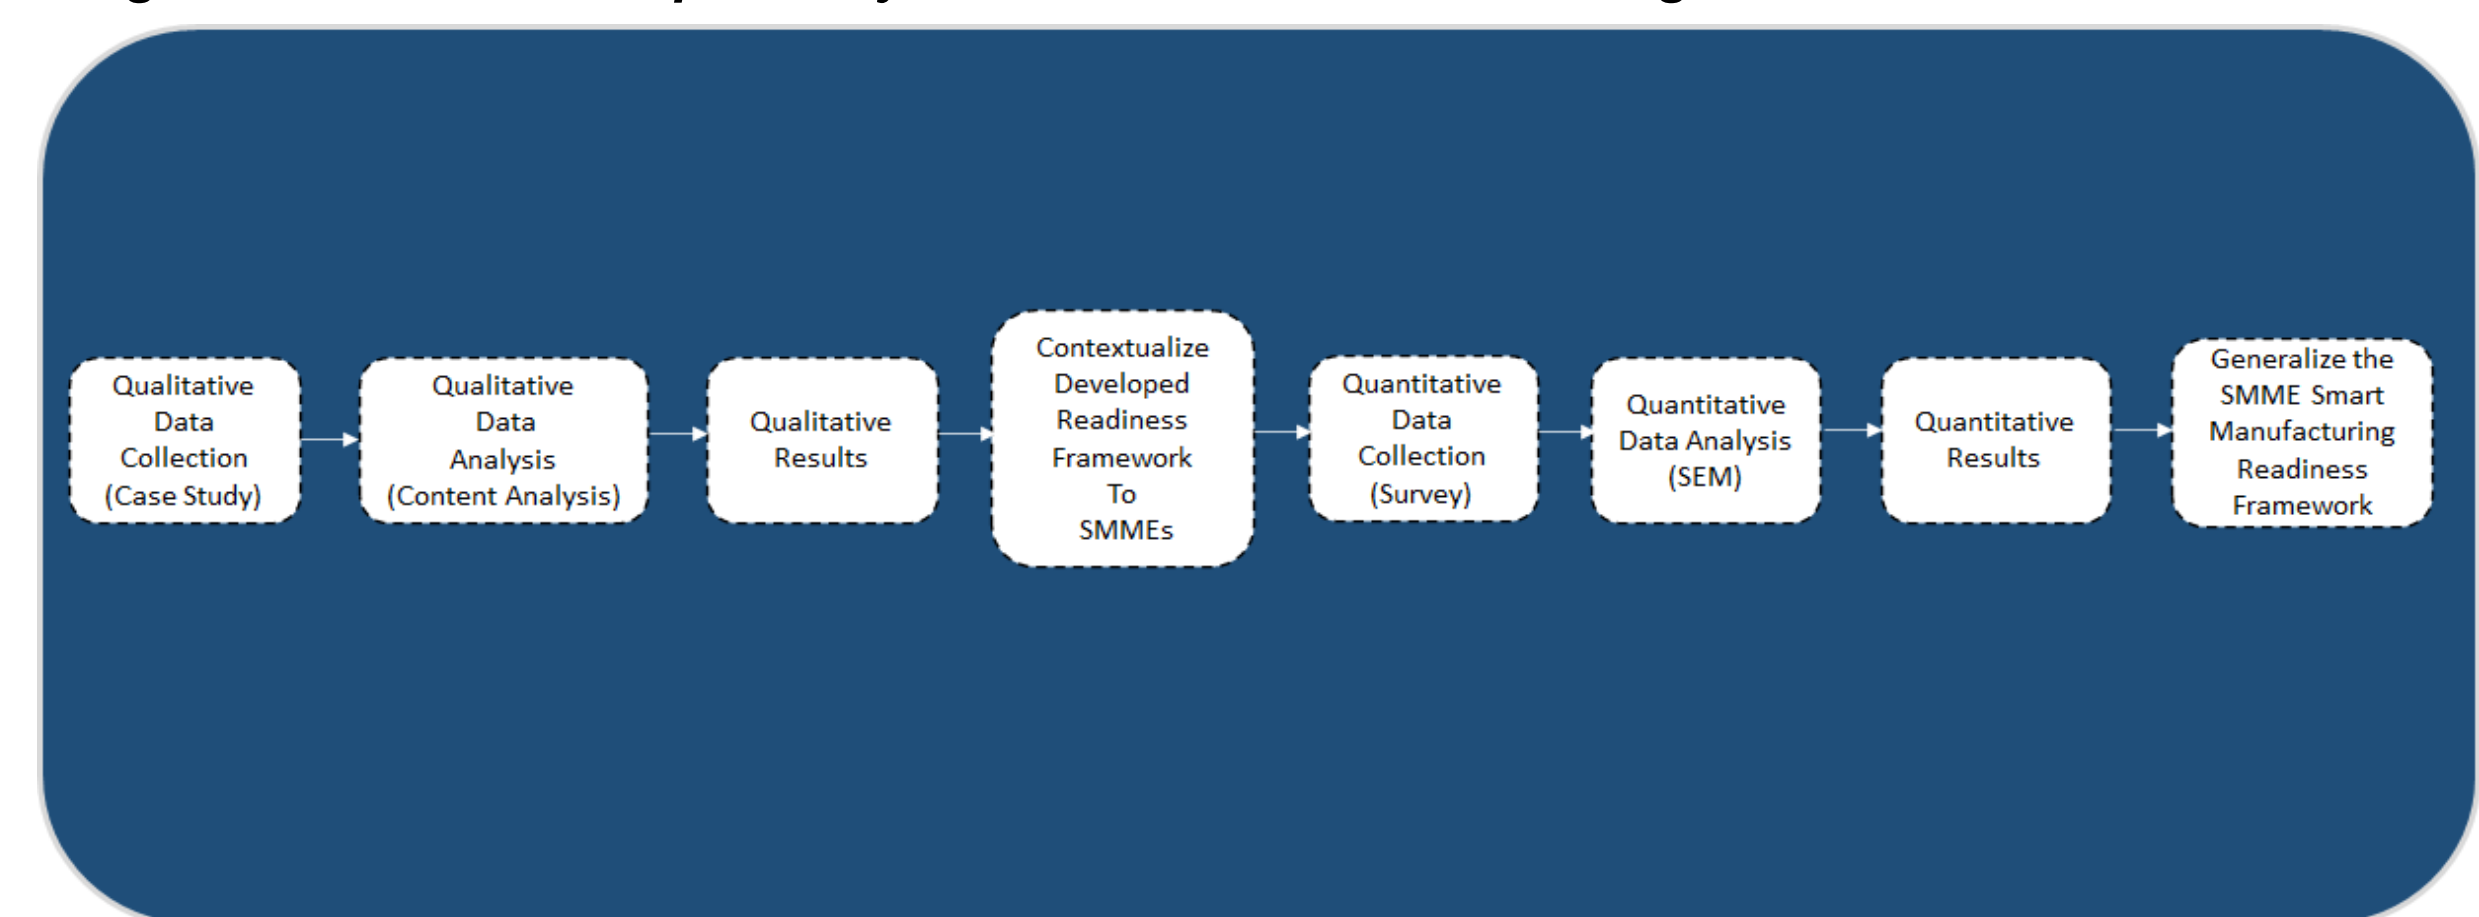 Qualitative
Data
Collection
(Case Study)
Qualitative
Data
Analysis
(Content Analysis)
Qualitative
Results
Contextualize
Developed
Readiness
Framework
To
SMMEs
Quantitative
Data
Collection
(Survey)
Quantitative
Data Analysis
(SEM)
Quantitative
Results
Generalize the
SMME Smart
Manufacturing
Readiness
Framework